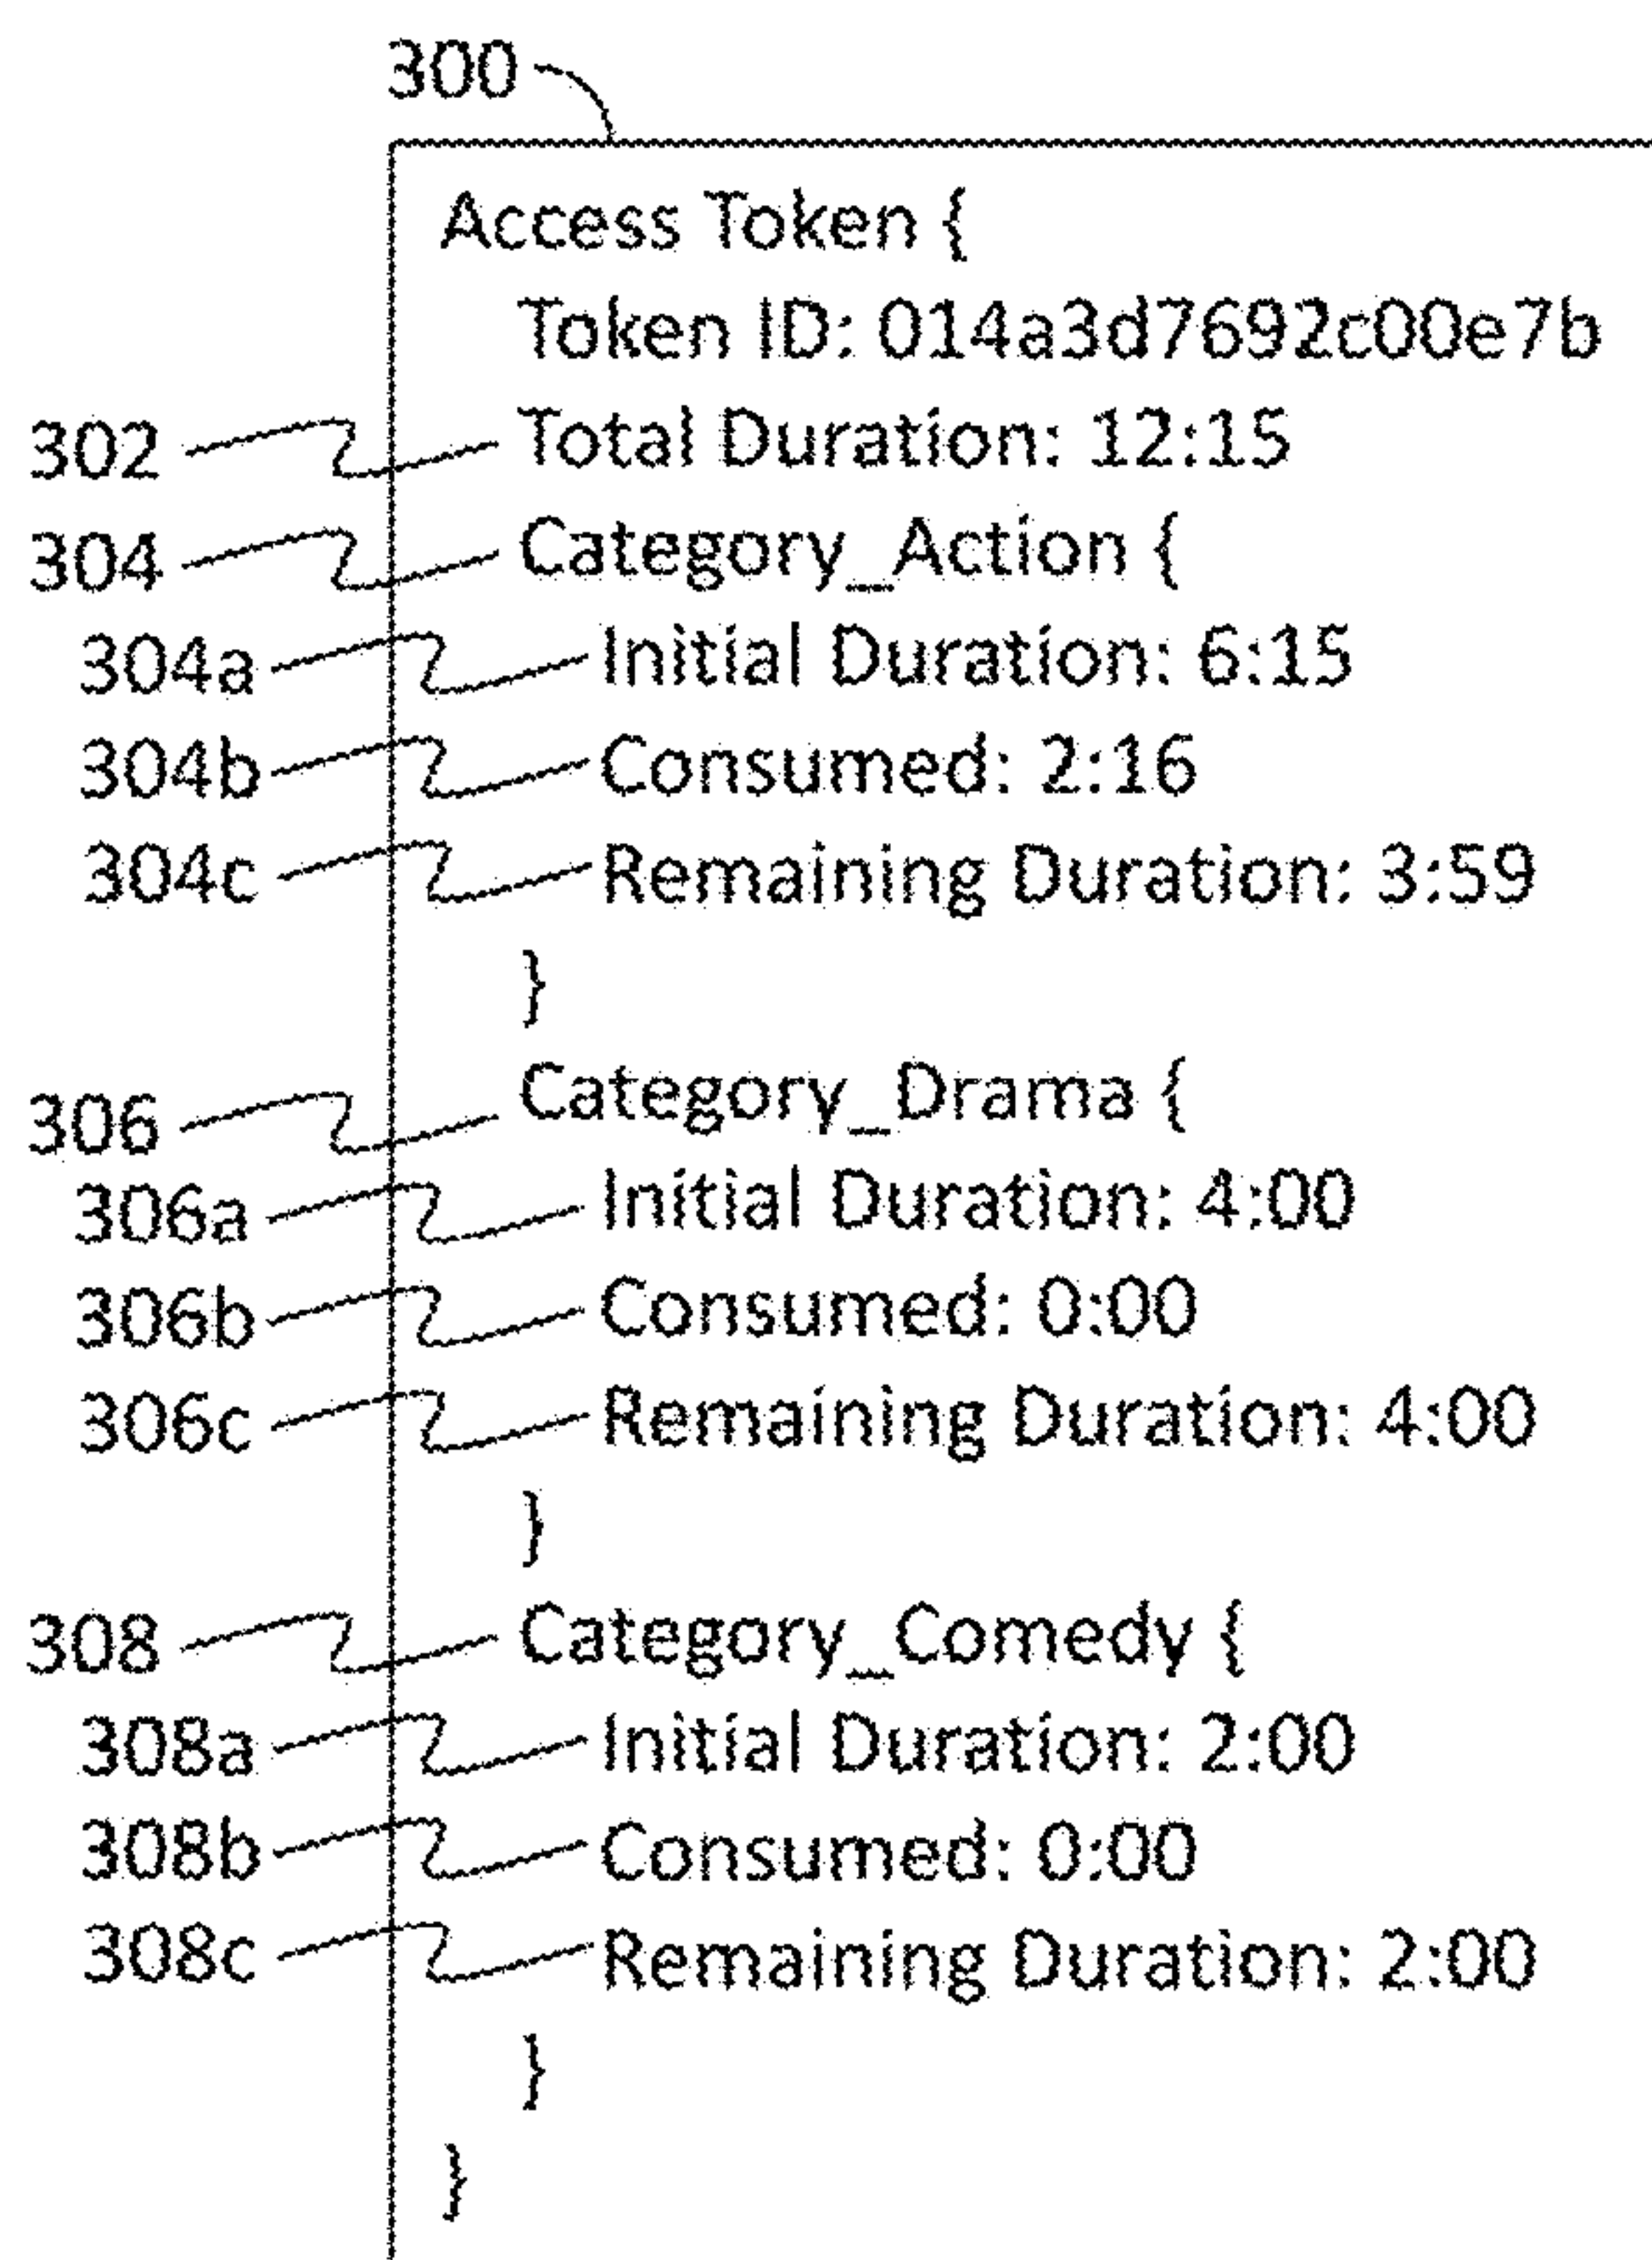 300
Access Token {
Token ID: 014a3d7692c00e7b
302 Total Duration: 12:15
304 Category_Action {
304a Initial Duration: 6:15
304b Consumed: 2:16
304c Remaining Duration: 3:59
}
306 Category_Drama {
306a Initial Duration: 4:00
306b Consumed: 0:00
306c Remaining Duration: 4:00
}
308 Category_Comedy {
308a Initial Duration: 2:00
308b Consumed: 0:00
308c Remaining Duration: 2:00
}
}